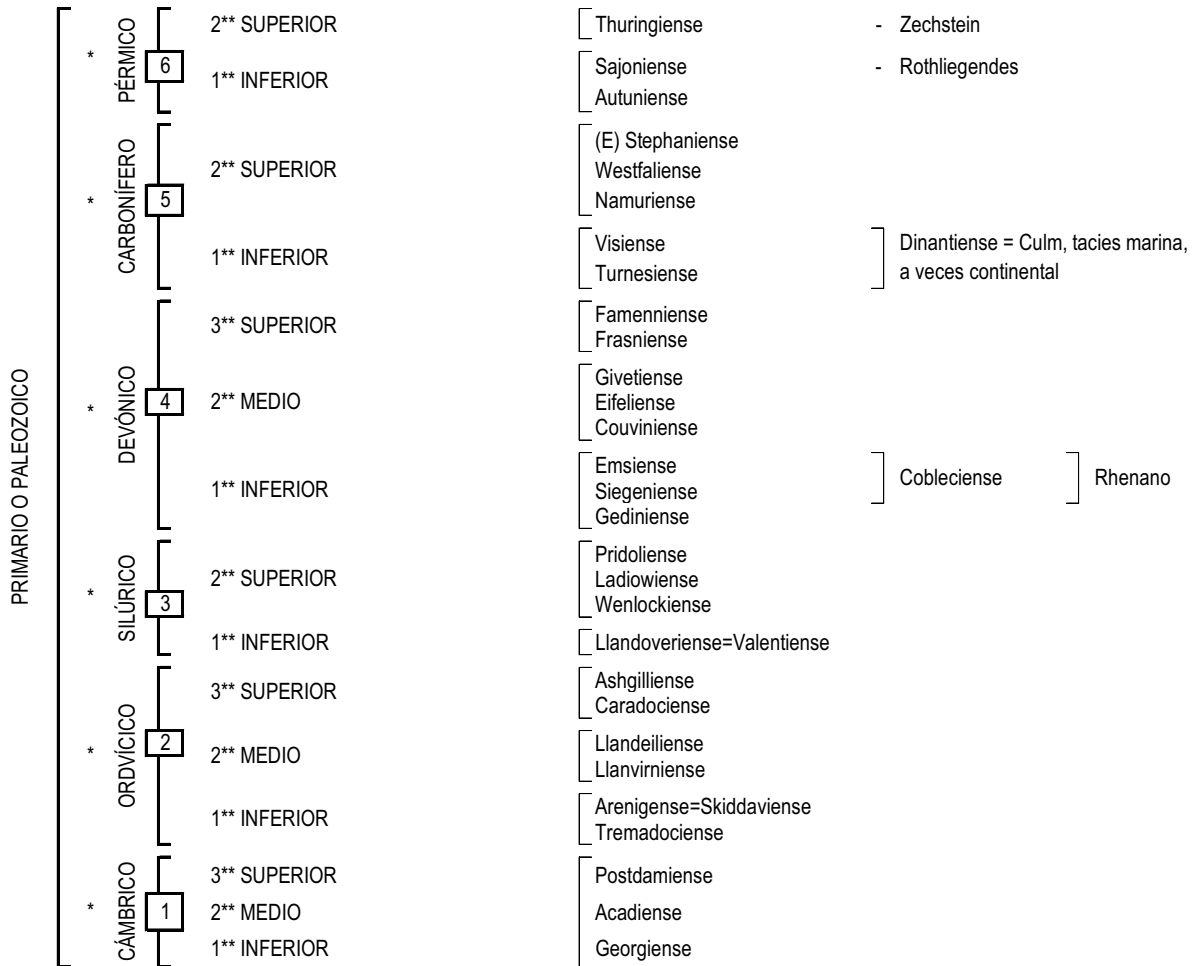 PRIMARIO O PALEOZOICO
* PÉRMICO 6
2** SUPERIOR
Thuringiense - Zechstein
1** INFERIOR
Sajoniense - Rothliegendes
Autuniense
* CARBONÍFERO 5
2** SUPERIOR
(E) Stephaniense
Westfaliense
Namuriense
1** INFERIOR
Visiense
Turnesiense
Dinantiense = Culm, tacies marina,
a veces continental
* DEVÓNICO 4
3** SUPERIOR
Famenniense
Frasniense
2** MEDIO
Givetiense
Eifeliense
Couviniense
1** INFERIOR
Emsiense
Siegeniense
Gediniense
Cobleciense
Rhenano
* SILÚRICO 3
2** SUPERIOR
Pridoliense
Ladiowiense
Wenlockiense
1** INFERIOR
Llandoveriense=Valentiense
* ORDVÍCICO 2
3** SUPERIOR
Ashgilliense
Caradociense
2** MEDIO
Llandeiliense
Llanvirniense
1** INFERIOR
Arenigense=Skiddaviense
Tremadociense
* CÁMBRICO 1
3** SUPERIOR
Postdamiense
2** MEDIO
Acadiense
1** INFERIOR
Georgiense